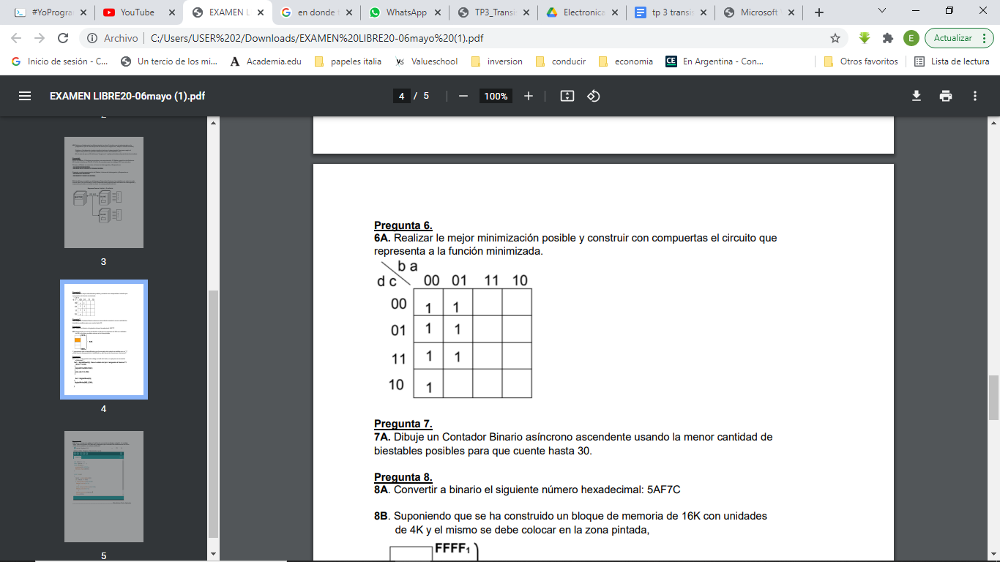 #YoProgra
YouTube
EXAMEN L
en donde
WhatsApp
TP3_Transi
Electronica
tp 3 transis
Microsoft
Archivo
C:/Users/USER%202/Downloads/EXAMEN%20LIBRE20-06mayo%20(1).pdf
E
Actualizar
Inicio de sesión - C...
Un tercio de los mi...
Academia.edu
papeles italia
Valueschool
inversion
conducir
economia
CE
En Argentina - Con...
Otros favoritos
Lista de lectura
EXAMEN LIBRE20-06mayo (1).pdf
4 / 5
100%
3
4
5
Pregunta 6.
6A. Realizar le mejor minimización posible y construir con compuertas el circuito que
representa a la función minimizada.
b a
d c 00 01 11 10
00 1 1
01 1 1
11 1 1
10 1
Pregunta 7.
7A. Dibuje un Contador Binario asíncrono ascendente usando la menor cantidad de
biestables posibles para que cuente hasta 30.
Pregunta 8.
8A. Convertir a binario el siguiente número hexadecimal: 5AF7C
8B. Suponiendo que se ha construido un bloque de memoria de 16K con unidades
de 4K y el mismo se debe colocar en la zona pintada,
FFFF1